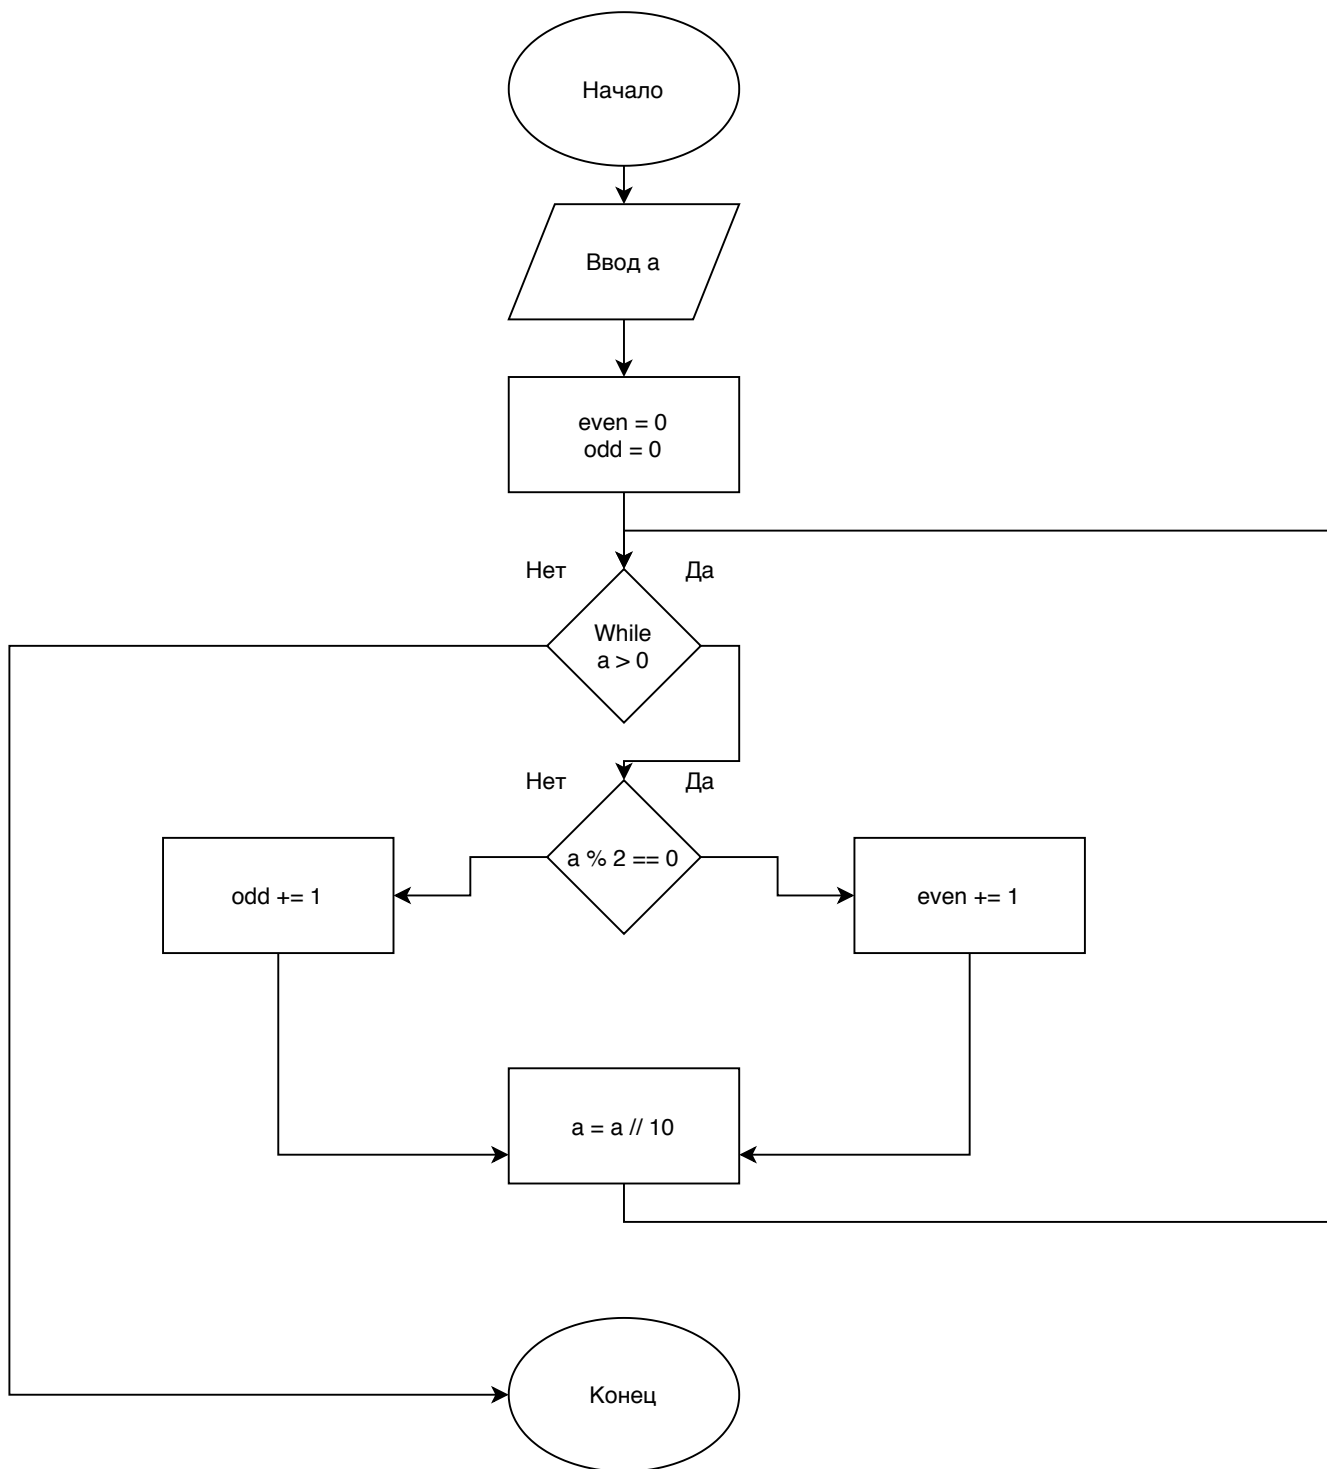 Начало
Ввод a
even = 0
odd = 0
Нет
Да
While
a > 0
Нет
Да
a % 2 == 0
odd += 1
even += 1
a = a // 10
Конец